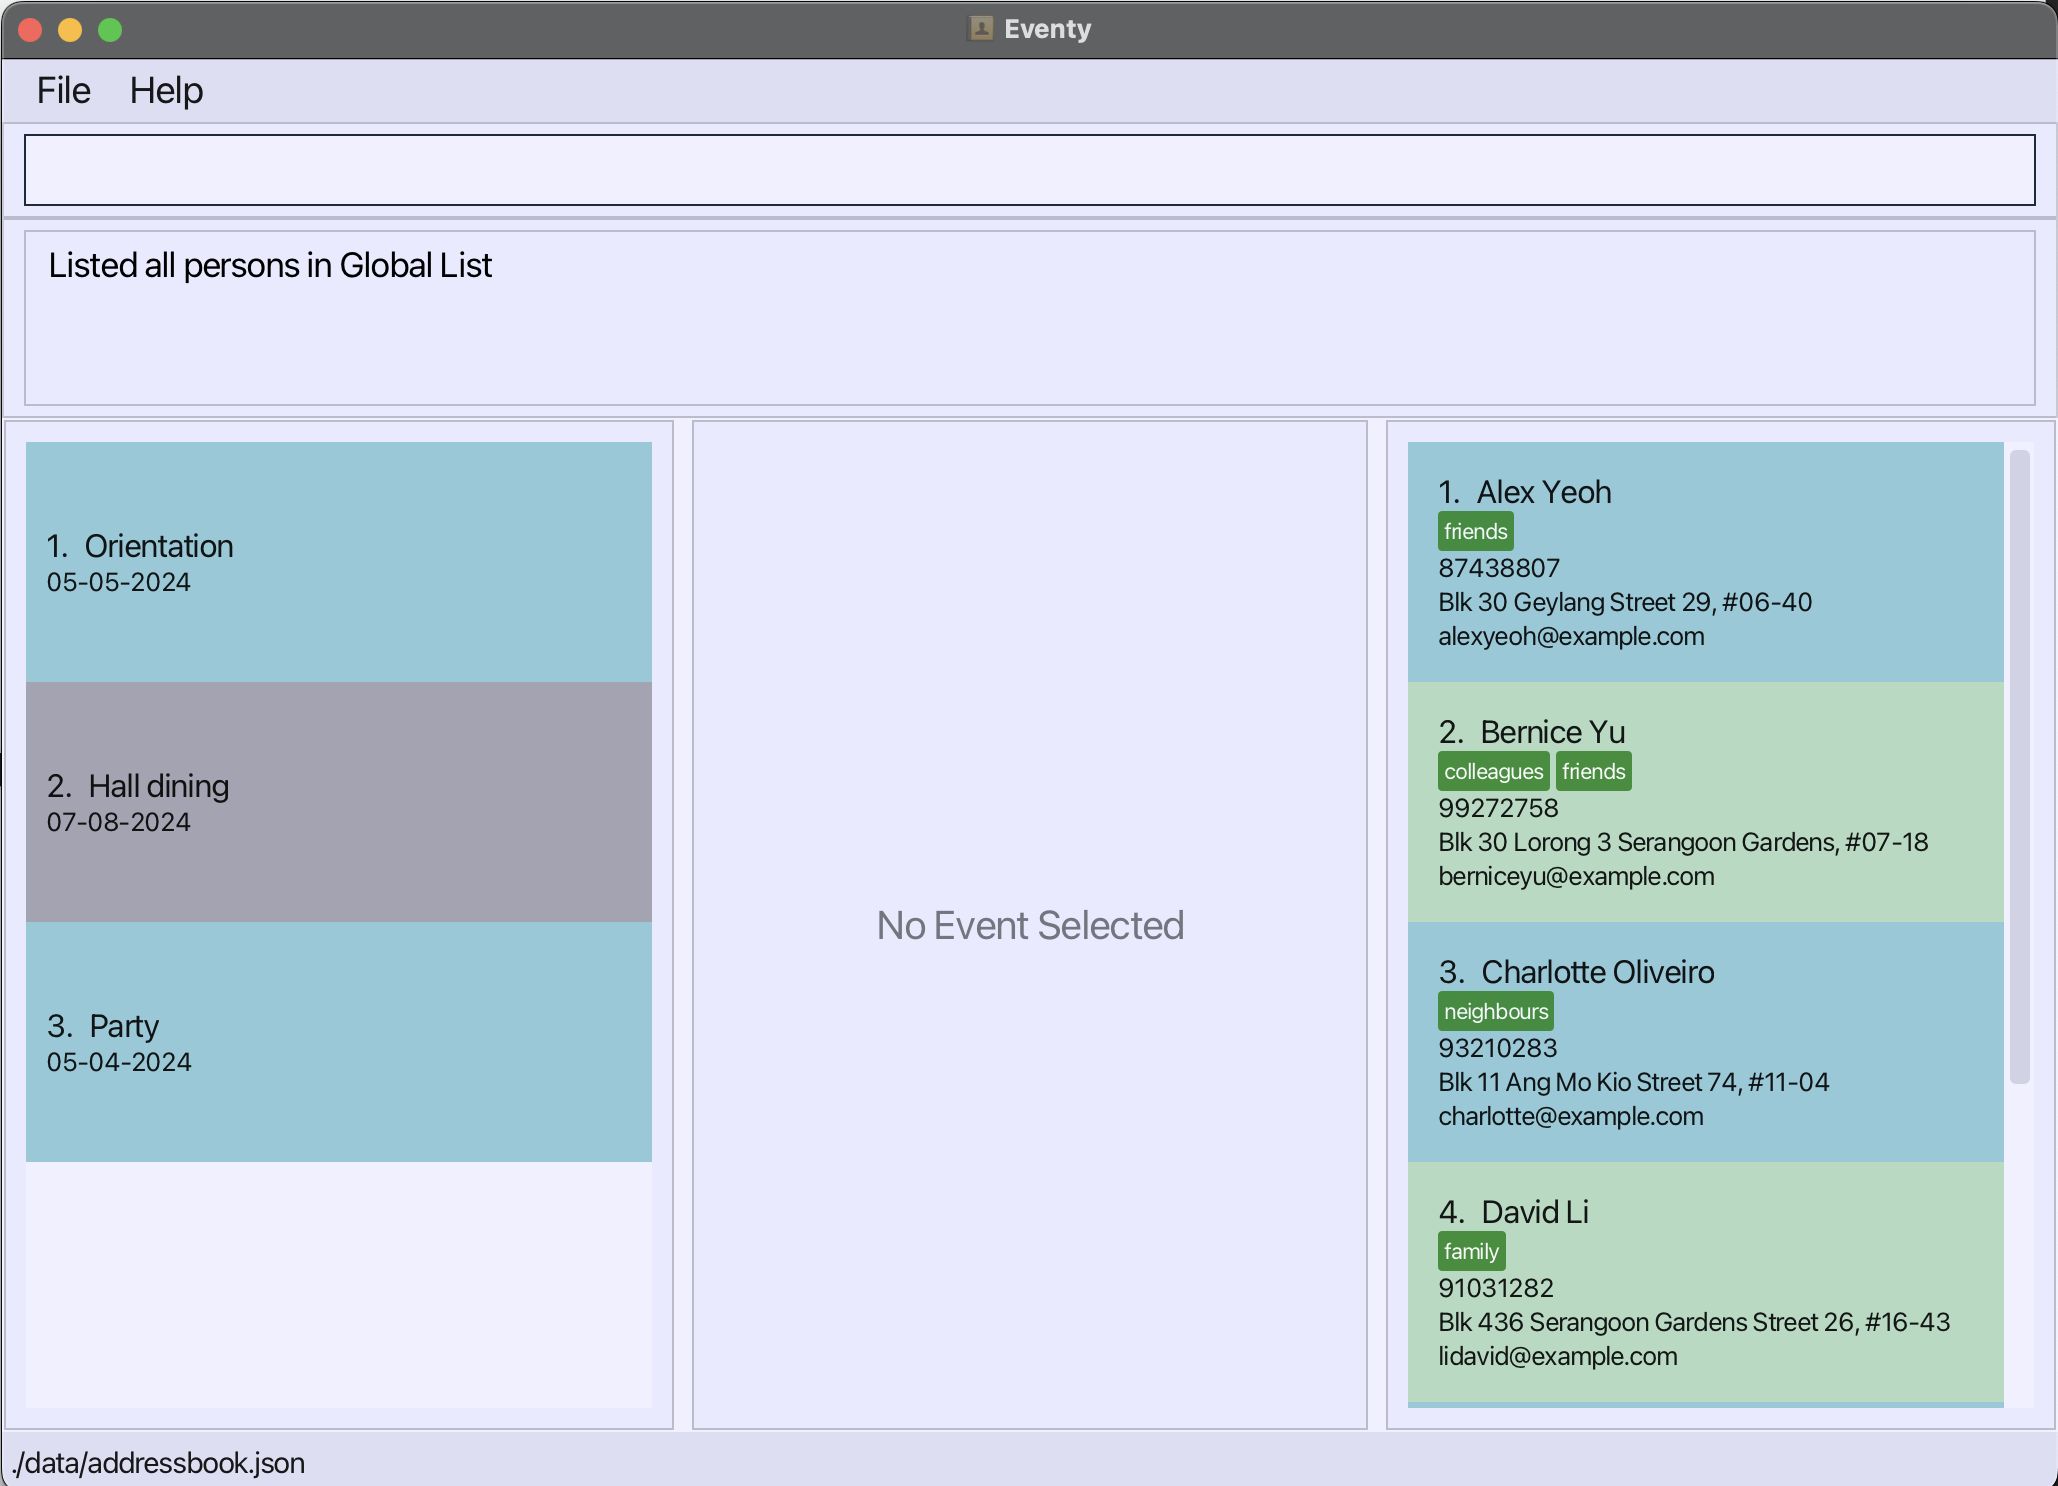 Eventy
File Help
Listed all persons in Global List
1. Orientation
05-05-2024
2. Hall dining
07-08-2024
3. Party
05-04-2024
No Event Selected
1. Alex Yeoh
friends
87438807
Blk 30 Geylang Street 29, #06-40
alexyeoh@example.com
2. Bernice Yu
colleagues friends
99272758
Blk 30 Lorong 3 Serangoon Gardens, #07-18
berniceyu@example.com
3. Charlotte Oliveiro
neighbours
93210283
Blk 11 Ang Mo Kio Street 74, #11-04
charlotte@example.com
4. David Li
family
91031282
Blk 436 Serangoon Gardens Street 26, #16-43
lidavid@example.com
./data/addressbook.json